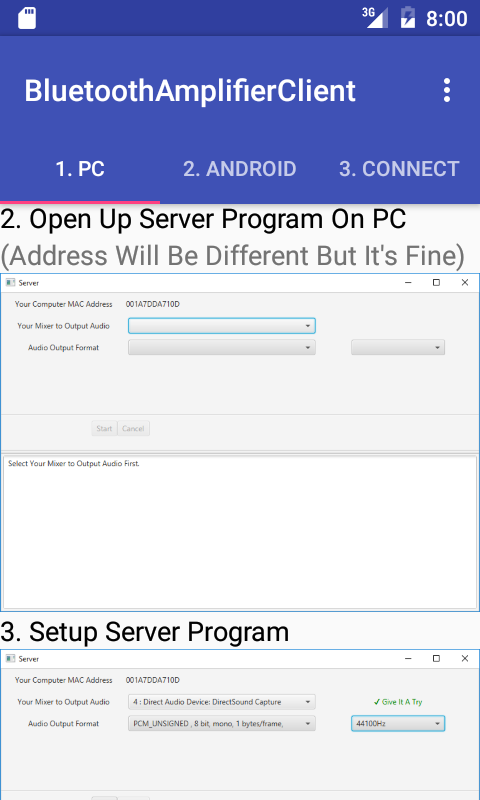 3G 8:00
BluetoothAmplifierClient
1. PC 2. ANDROID 3. CONNECT
2. Open Up Server Program On PC
(Address Will Be Different But It's Fine)
Server
Your Computer MAC Address 001A7DDA710D
Your Mixer to Output Audio
Audio Output Format
Start Cancel
Select Your Mixer to Output Audio First.
3. Setup Server Program
Server
Your Computer MAC Address 001A7DDA710D
Your Mixer to Output Audio 4 : Direct Audio Device: DirectSound Capture ✓ Give It A Try
Audio Output Format PCM_UNSIGNED , 8 bit, mono, 1 bytes/frame, 44100Hz